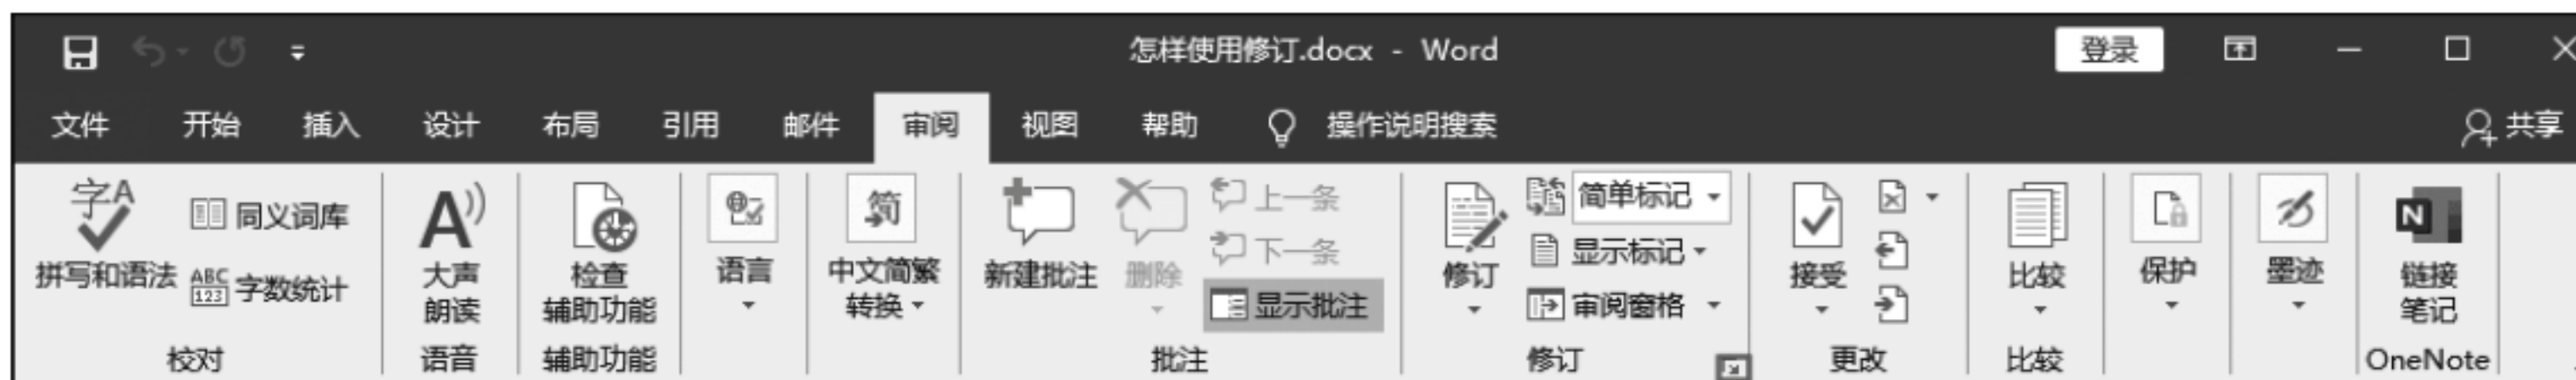 怎样使用修订.docx - Word
登录
文件 开始 插入 设计 布局 引用 邮件 审阅 视图 帮助 操作说明搜索 共享
字A
拼写和语法
同义词库
ABC
123
字数统计
校对
A
大声
朗读
语音
检查
辅助功能
辅助功能
语言
简
中文简繁
转换
新建批注
删除
上一条
下一条
显示批注
批注
修订
简单标记
显示标记
审阅窗格
修订
接受
更改
比较
比较
保护
墨迹
N
链接
笔记
OneNote